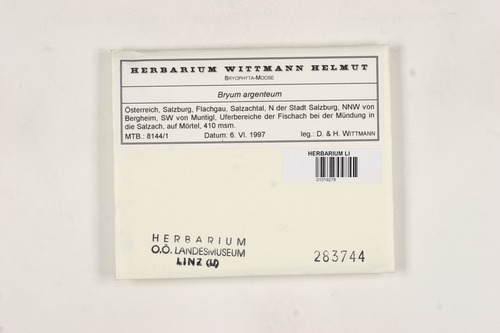 HERBARIUM WITTMANN HELMUT
BRYOPHYTA-MOOSE
Bryum argenteum
Österreich, Salzburg, Flachgau, Salzachtal, N der Stadt Salzburg, NNW von
Bergheim, SW von Muntigl, Uferbereiche der Fischach bei der Mündung in
die Salzach, auf Mörtel, 410 msm.
MTB.: 8144/1 Datum: 6. VI. 1997 leg.: D. & H. WITTMANN
HERBARIUM LI
01019278
HERBARIUM
O.Ö. LANDESMUSEUM
LINZ (LI)
283744